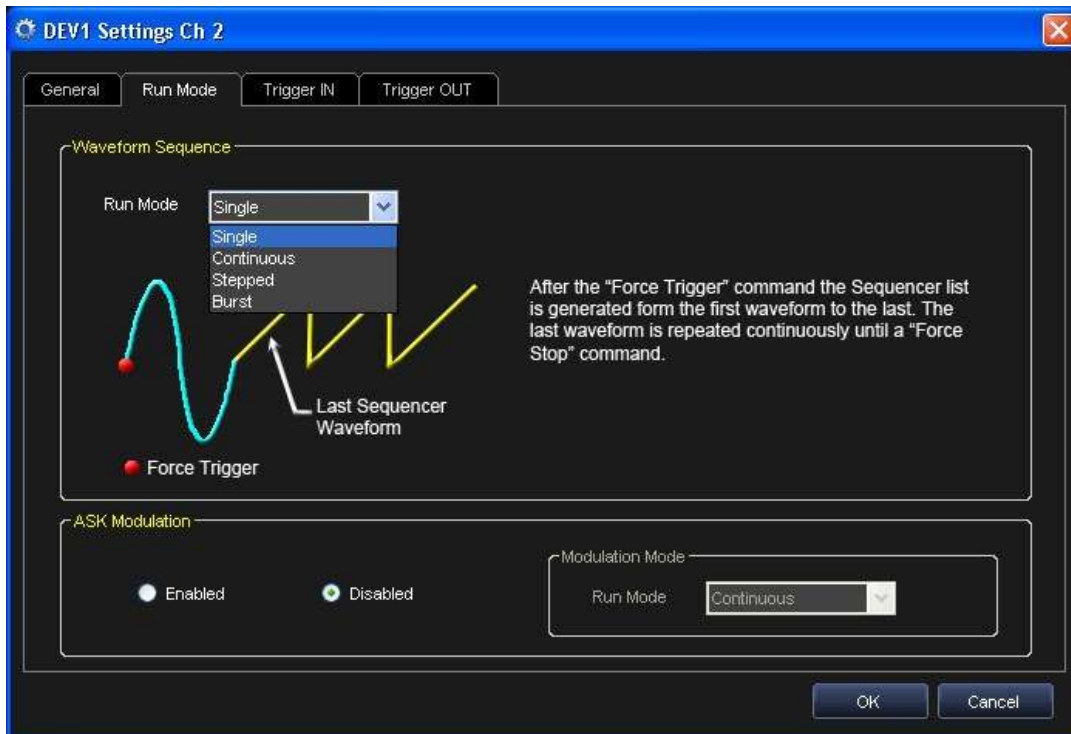 DEV1 Settings Ch 2
General
Run Mode
Trigger IN
Trigger OUT
Waveform Sequence
Run Mode
Single
Single
Continuous
Stepped
Burst
After the “Force Trigger” command the Sequencer list
is generated form the first waveform to the last. The
last waveform is repeated continuously until a “Force
Stop” command.
Last Sequencer
Waveform
Force Trigger
ASK Modulation
Enabled
Disabled
Modulation Mode
Run Mode
Continuous
OK
Cancel